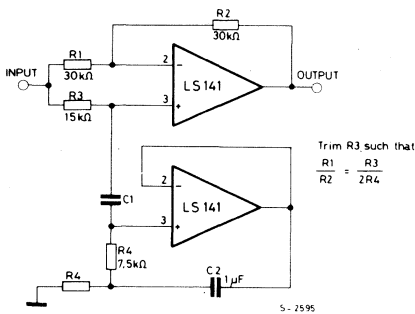 R2
30kΩ
R1
30kΩ
INPUT
R3
15kΩ
2
-
3
+
LS 141
OUTPUT
Trim R3 such that
R1 = R3
R2 2R4
C1
2
-
3
+
LS 141
R4
7.5kΩ
R4
C2
1μF
S-2595